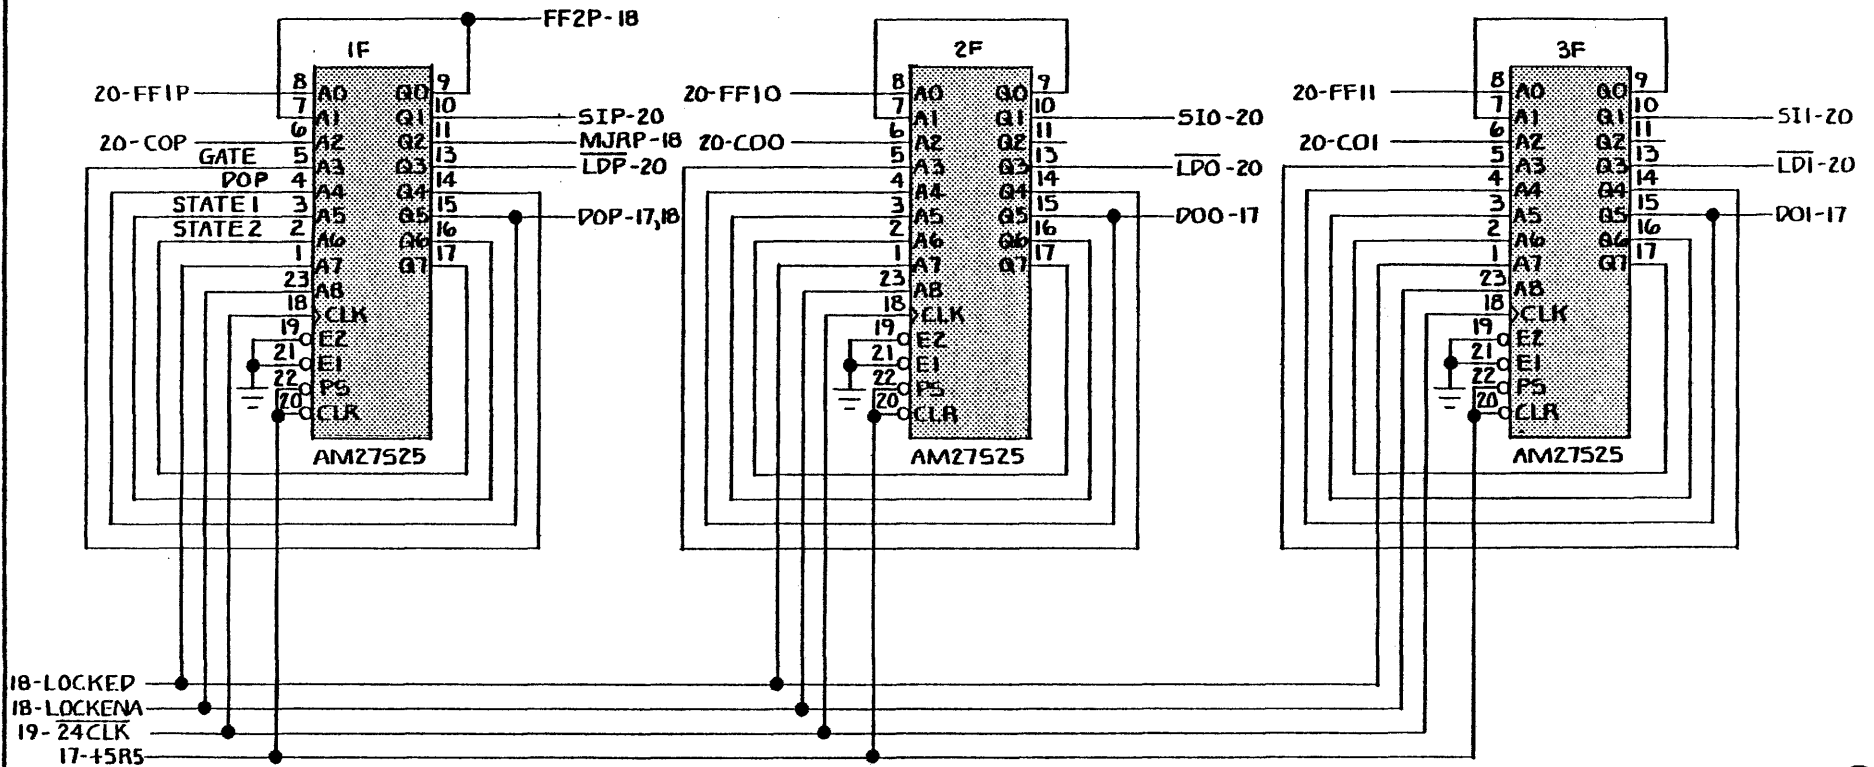 FF2P-18
1F
2F
3F
20-FF1P 8 A0 Q0 9
7 A1 Q1 10 SIP-20
20-COP 6 A2 Q2 11 MJRP-18
GATE 5 A3 Q3 13 LDP-20
DOP 4 A4 Q4 14
STATE1 3 A5 Q5 15 DOP-17,18
STATE2 2 A6 Q6 16
1 A7 Q7 17
23 A8
18 CLK
19 E2
21 E1
22 PS
20 CLR
AM27S25
20-FF10 8 A0 Q0 9
7 A1 Q1 10 SI0-20
20-CO0 6 A2 Q2 11
5 A3 Q3 13 LD0-20
4 A4 Q4 14
3 A5 Q5 15 DO0-17
2 A6 Q6 16
1 A7 Q7 17
23 A8
18 CLK
19 E2
21 E1
22 PS
20 CLR
AM27S25
20-FF11 8 A0 Q0 9
7 A1 Q1 10 SI1-20
20-CO1 6 A2 Q2 11
5 A3 Q3 13 LD1-20
4 A4 Q4 14
3 A5 Q5 15 DO1-17
2 A6 Q6 16
1 A7 Q7 17
23 A8
18 CLK
19 E2
21 E1
22 PS
20 CLR
AM27S25
18-LOCKED
18-LOCKENA
19-24CLK
17-+5R5